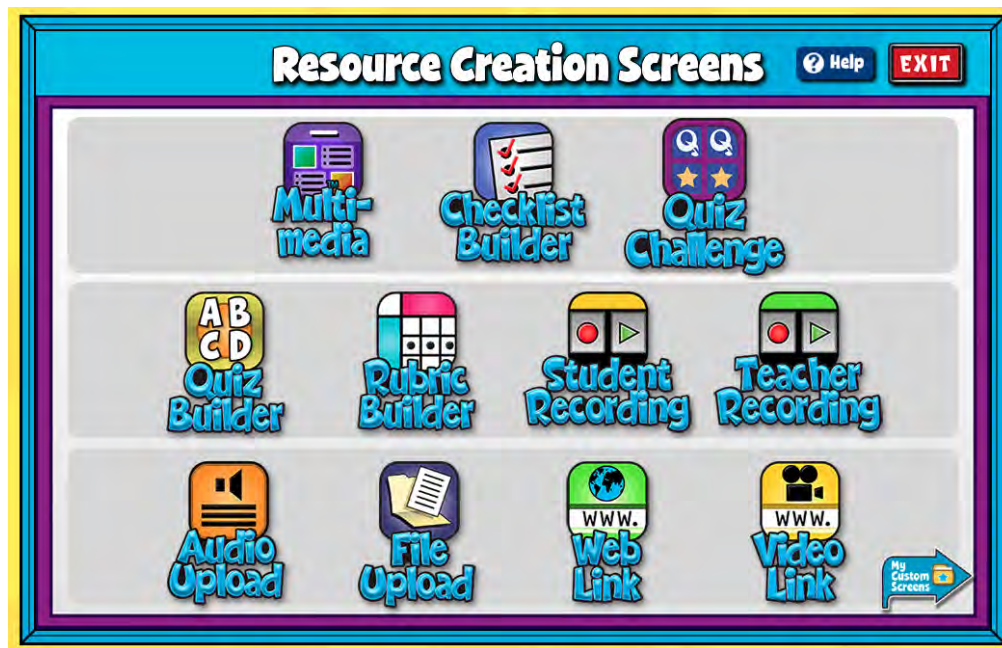 Resource Creation Screens
? Help
EXIT
Multi-
media
™
Checklist
Builder
Q Q
Quiz
Challenge
A B
C D
Quiz
Builder
Rubric
Builder
Student
Recording
Teacher
Recording
Audio
Upload
File
Upload
WWW.
Web
Link
WWW.
Video
Link
My
Custom
Screens